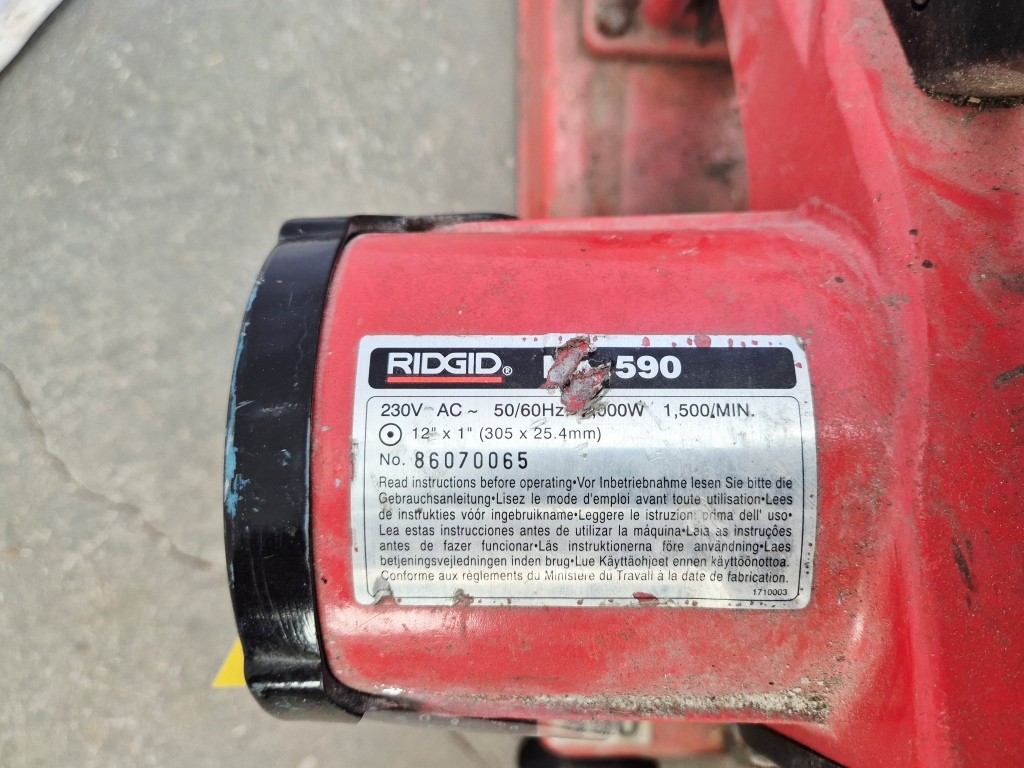 RIDGID® 590
230V AC ~ 50/60Hz 000W 1,500/MIN.
12" x 1" (305 x 25.4mm)
No. 86070065
Read instructions before operating•Vor Inbetriebnahme lesen Sie bitte die
Gebrauchsanleitung•Lisez le mode d'emploi avant toute utilisation•Lees
de instrukties vóór ingebruikname•Leggere le istruzioni prima dell' uso•
Lea estas instrucciones antes de utilizar la máquina•Laia as instruções
antes de fazer funcionar•Läs instruktionerna före användning•Laes
betjeningsvejledningen inden brug•Lue Käyttäohjeet ennen käyttöönottoa.
Conforme aux règlements du Ministère du Travail à la date de fabrication.
1710003